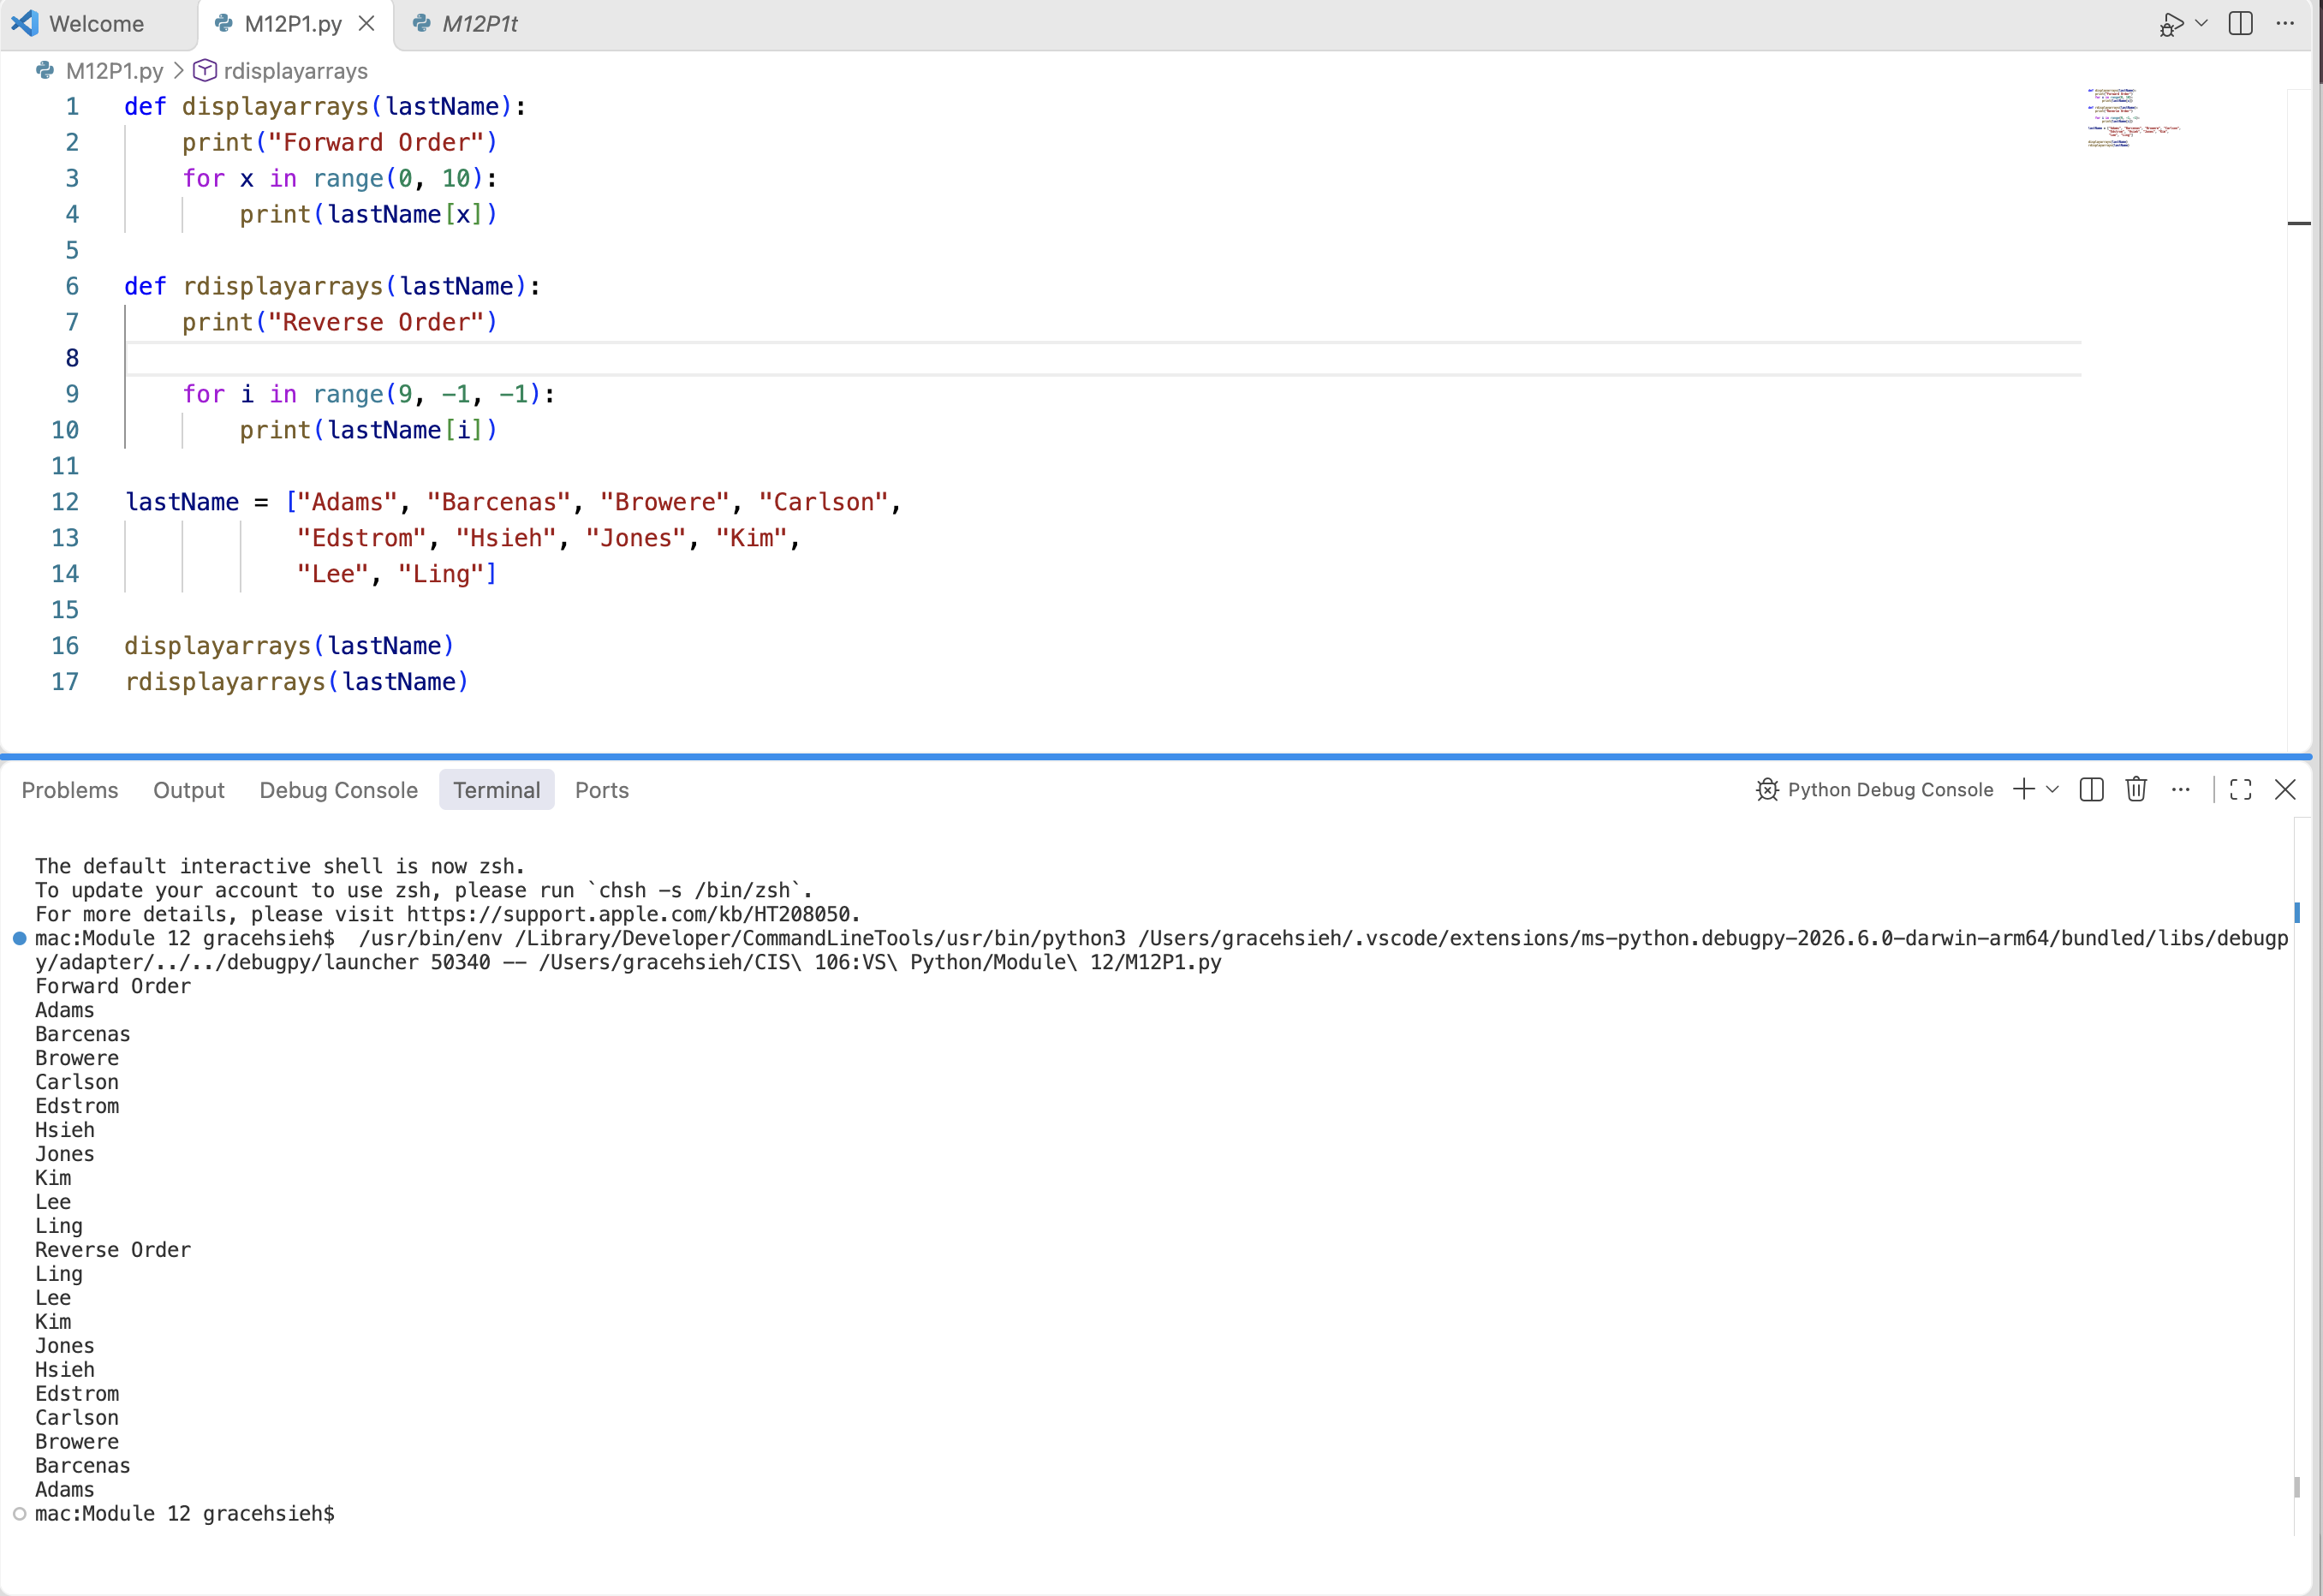 Welcome M12P1.py M12P1t
M12P1.py > rdisplayarrays
1 def displayarrays(lastName):
2     print("Forward Order")
3     for x in range(0, 10):
4         print(lastName[x])
5
6 def rdisplayarrays(lastName):
7     print("Reverse Order")
8
9     for i in range(9, -1, -1):
10         print(lastName[i])
11
12 lastName = ["Adams", "Barcenas", "Browere", "Carlson",
13             "Edstrom", "Hsieh", "Jones", "Kim",
14             "Lee", "Ling"]
15
16 displayarrays(lastName)
17 rdisplayarrays(lastName)
Problems Output Debug Console Terminal Ports Python Debug Console
The default interactive shell is now zsh.
To update your account to use zsh, please run `chsh -s /bin/zsh`.
For more details, please visit https://support.apple.com/kb/HT208050.
mac:Module 12 gracehsieh$  /usr/bin/env /Library/Developer/CommandLineTools/usr/bin/python3 /Users/gracehsieh/.vscode/extensions/ms-python.debugpy-2026.6.0-darwin-arm64/bundled/libs/debugp
y/adapter/../../debugpy/launcher 50340 -- /Users/gracehsieh/CIS\ 106:VS\ Python/Module\ 12/M12P1.py
Forward Order
Adams
Barcenas
Browere
Carlson
Edstrom
Hsieh
Jones
Kim
Lee
Ling
Reverse Order
Ling
Lee
Kim
Jones
Hsieh
Edstrom
Carlson
Browere
Barcenas
Adams
mac:Module 12 gracehsieh$